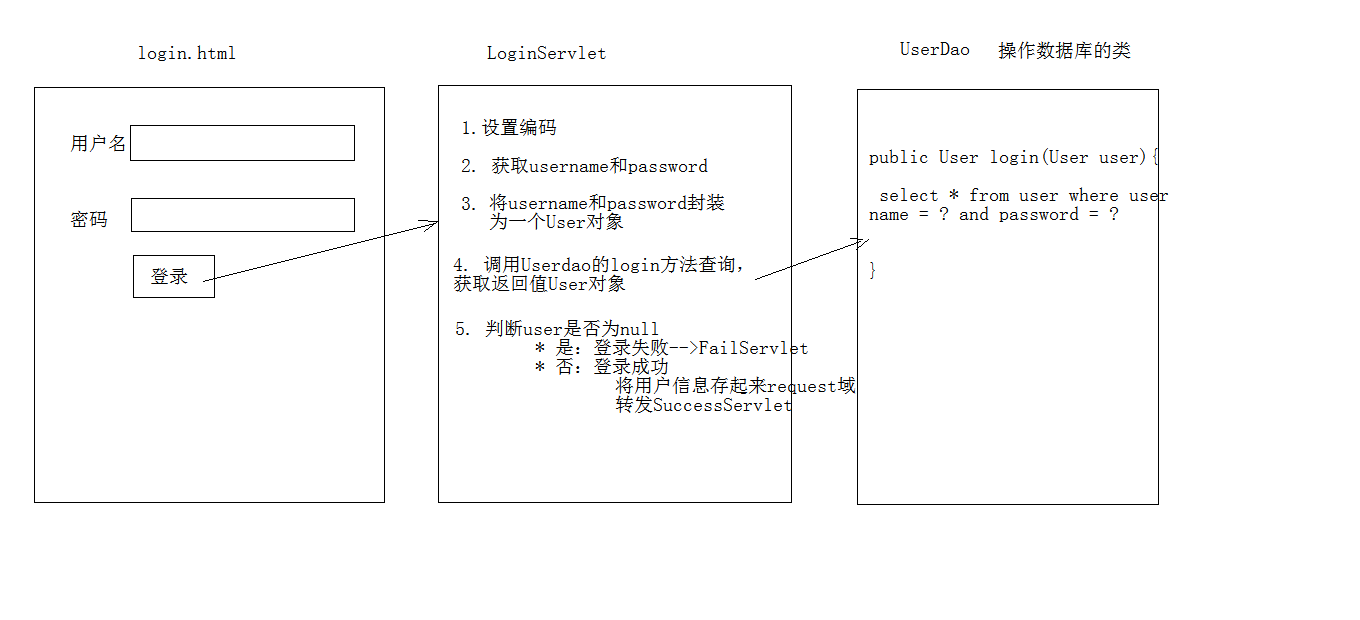 login.html
用户名
密码
登录
LoginServlet
1.设置编码
2. 获取username和password
3. 将username和password封装
为一个User对象
4. 调用Userdao的login方法查询，
获取返回值User对象
5. 判断user是否为null
* 是：登录失败-->FailServlet
* 否：登录成功
将用户信息存起来request域
转发SuccessServlet
UserDao 操作数据库的类
public User login(User user){
select * from user where user
name = ? and password = ?
}